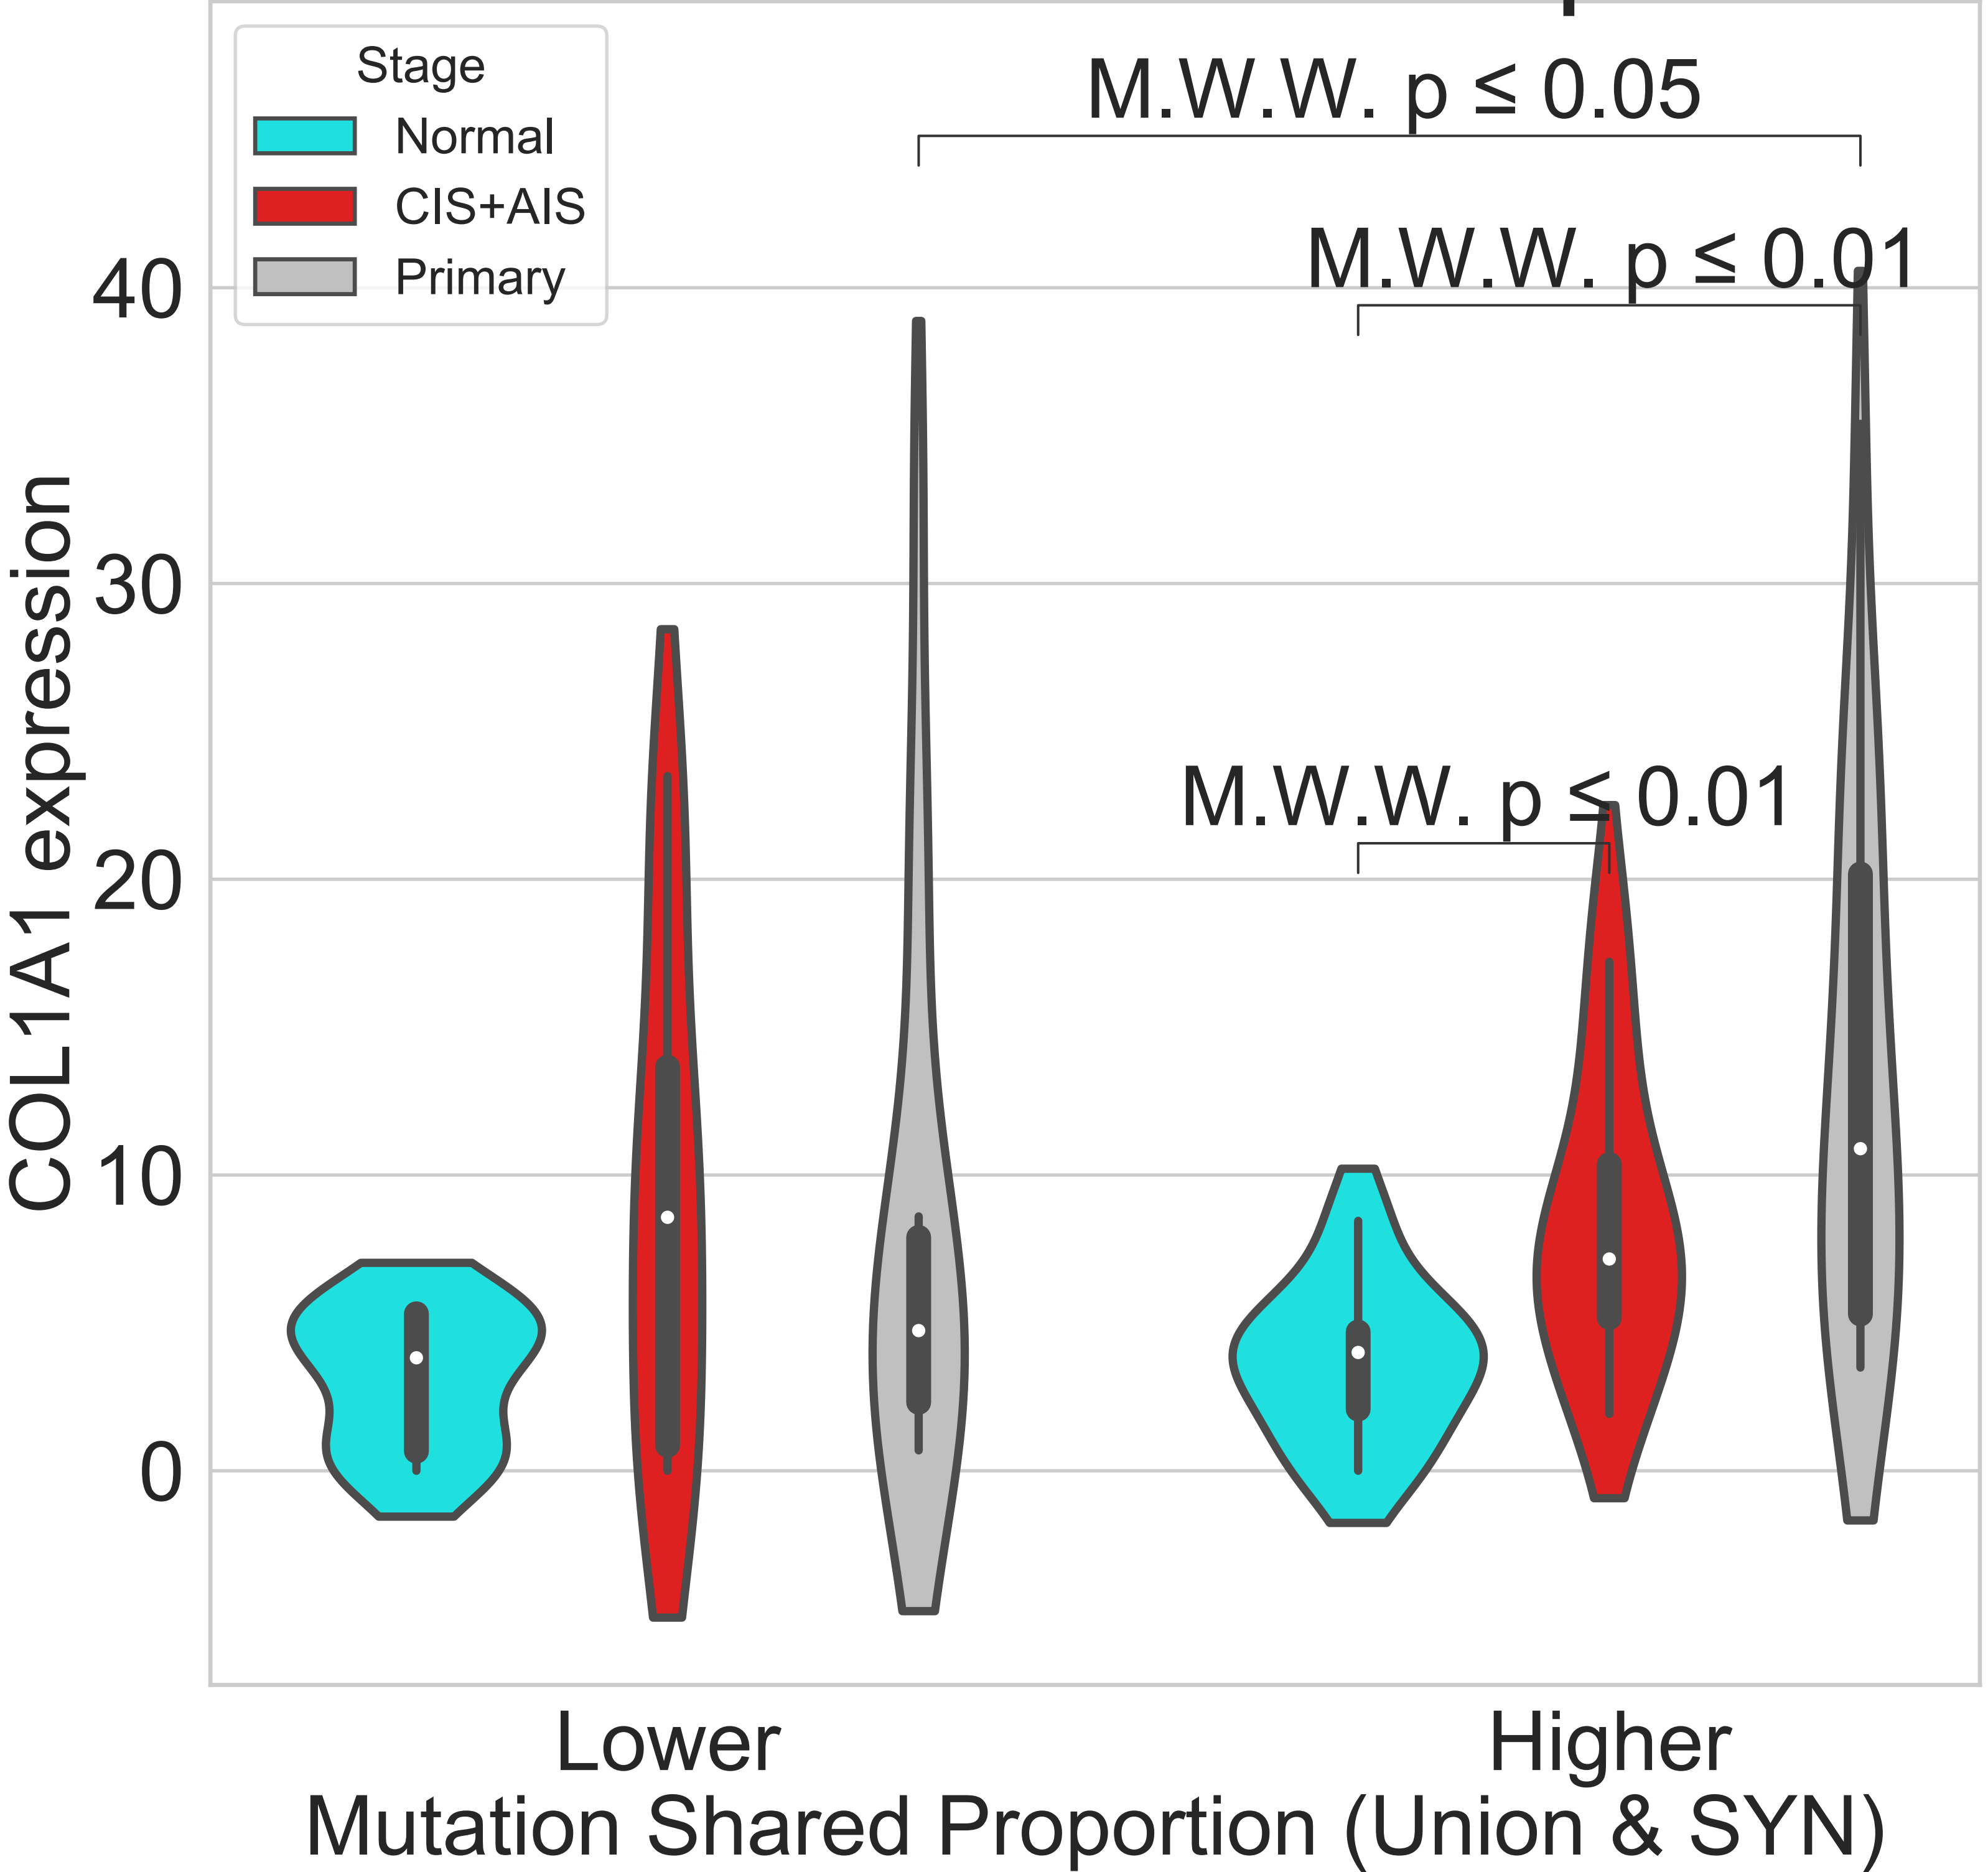 Stage
Normal
CIS+AIS
Primary
M.W.W. p ≤ 0.05
M.W.W. p ≤ 0.01
M.W.W. p ≤ 0.01
COL1A1 expression
40
30
20
10
0
Lower
Higher
Mutation Shared Proportion (Union & SYN)